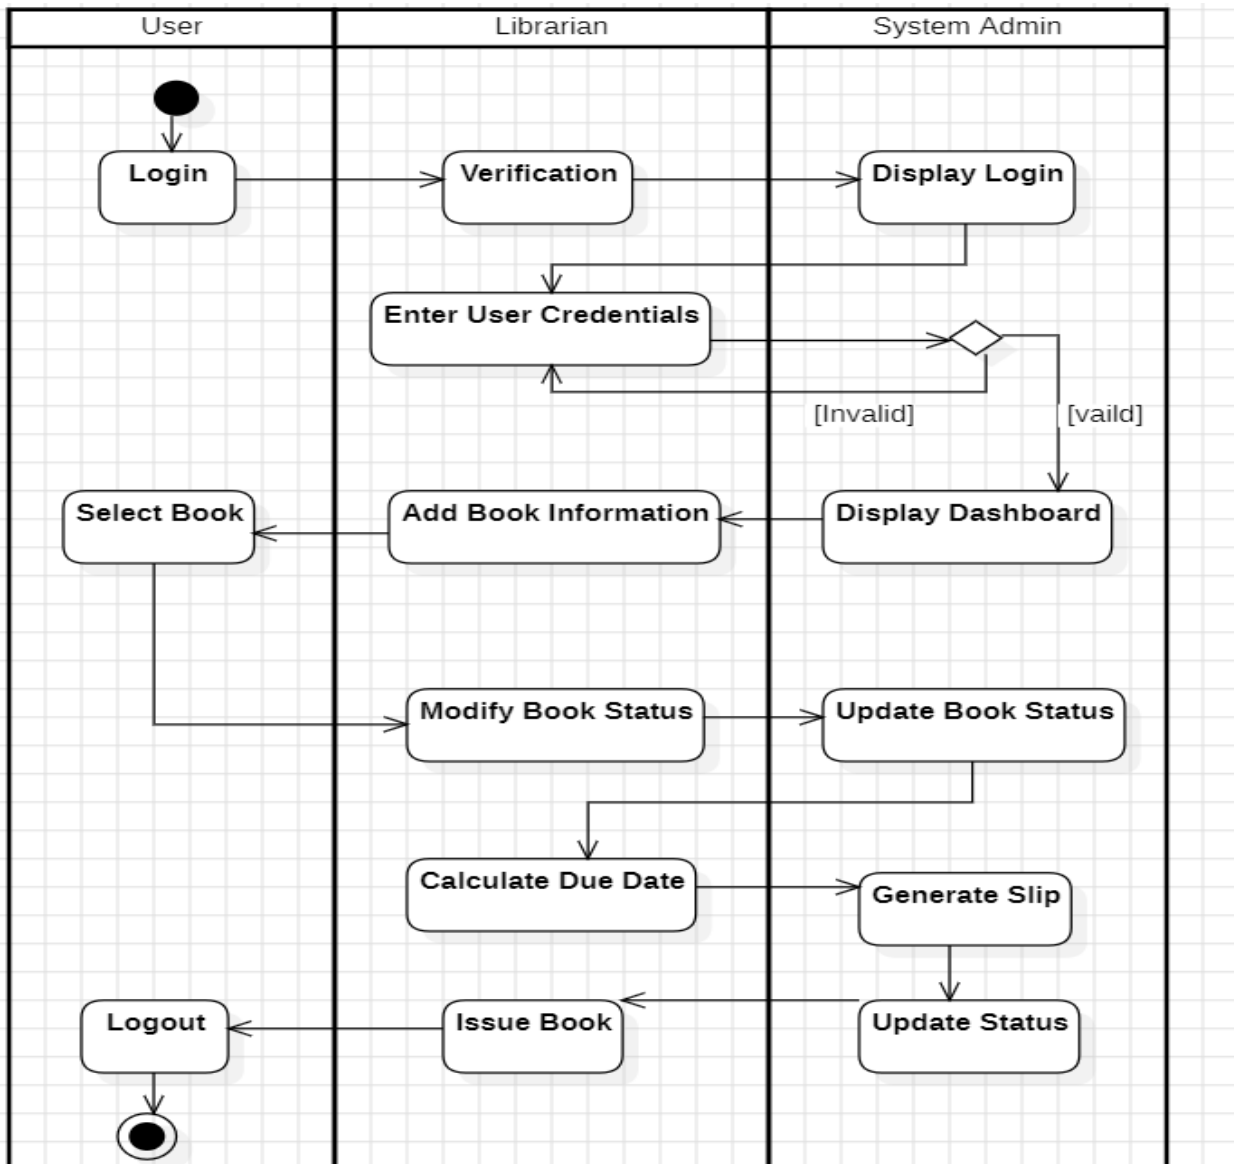 User
Librarian
System Admin
Login
Verification
Display Login
Enter User Credentials
[Invalid]
[vaild]
Select Book
Add Book Information
Display Dashboard
Modify Book Status
Update Book Status
Calculate Due Date
Generate Slip
Logout
Issue Book
Update Status